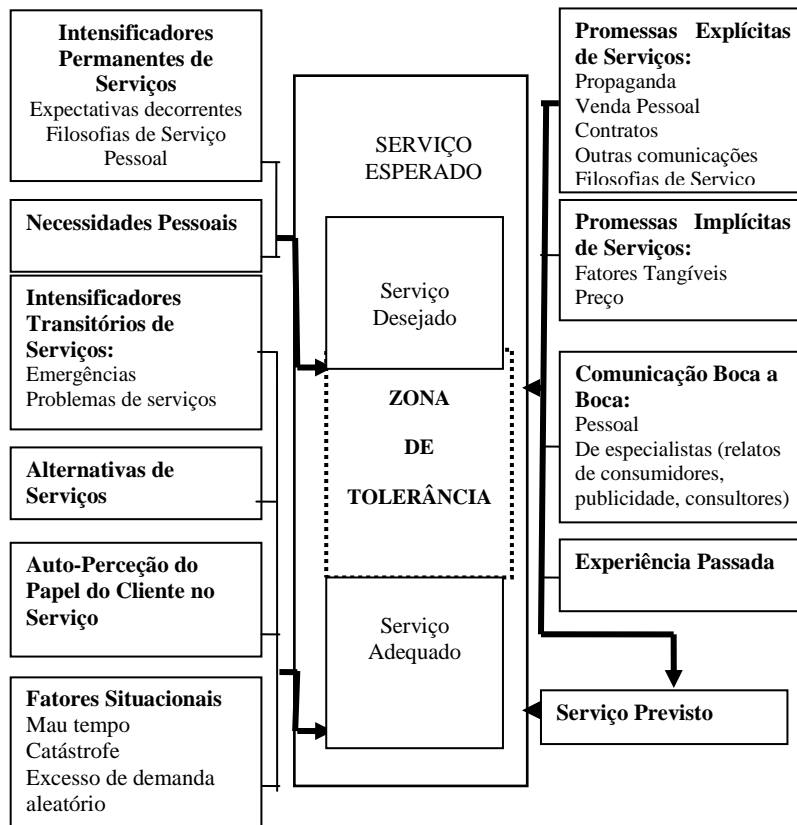 Intensificadores
Permanentes de
Serviços
Expectativas decorrentes
Filosofias de Serviço
Pessoal
Necessidades Pessoais
Intensificadores
Transitórios de
Serviços:
Emergências
Problemas de serviços
Alternativas de
Serviços
Auto-Perceção do
Papel do Cliente no
Serviço
Fatores Situacionais
Mau tempo
Catástrofe
Excesso de demanda
aleatório
SERVIÇO
ESPERADO
Serviço
Desejado
ZONA
DE
TOLERÂNCIA
Serviço
Adequado
Promessas Explícitas
de Serviços:
Propaganda
Venda Pessoal
Contratos
Outras comunicações
Filosofias de Serviço
Promessas Implícitas
de Serviços:
Fatores Tangíveis
Preço
Comunicação Boca a
Boca:
Pessoal
De especialistas (relatos
de consumidores,
publicidade, consultores)
Experiência Passada
Serviço Previsto